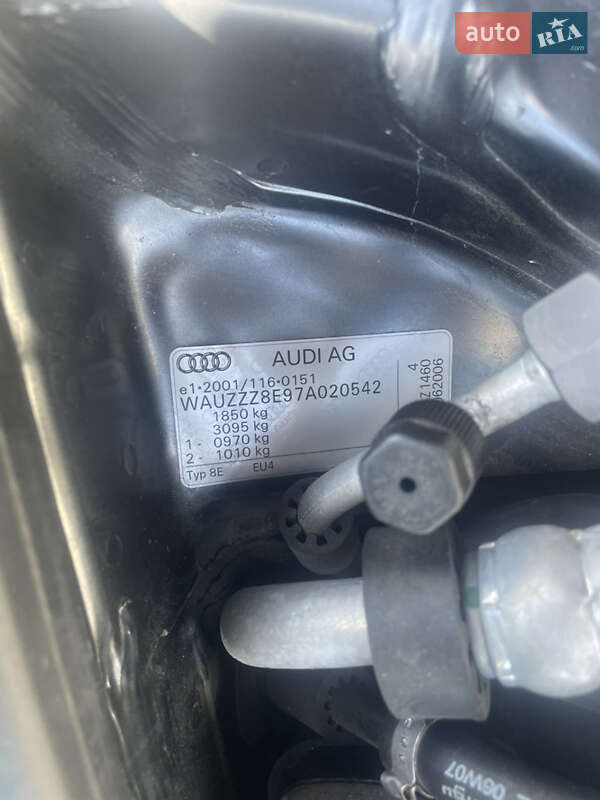 auto RIA .com
AUDI AG
e1*2001/116*0151
WAUZZZ8E97A020542
1850 kg
3095 kg
1 - 0970 kg
2 - 1010 kg
Typ 8E EU4
4
Z1460
62006
06W07